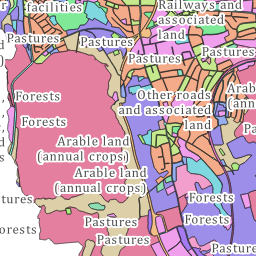 facilities
Railways and
associated
land
Pastures
Pastures
Pastures
Pastures
Forests
Other roads
and associated
land
Forests
Arable land
(annual crops)
Arable land
(annual crops)
Forests
Pastures
Forests
Pastures
Forests